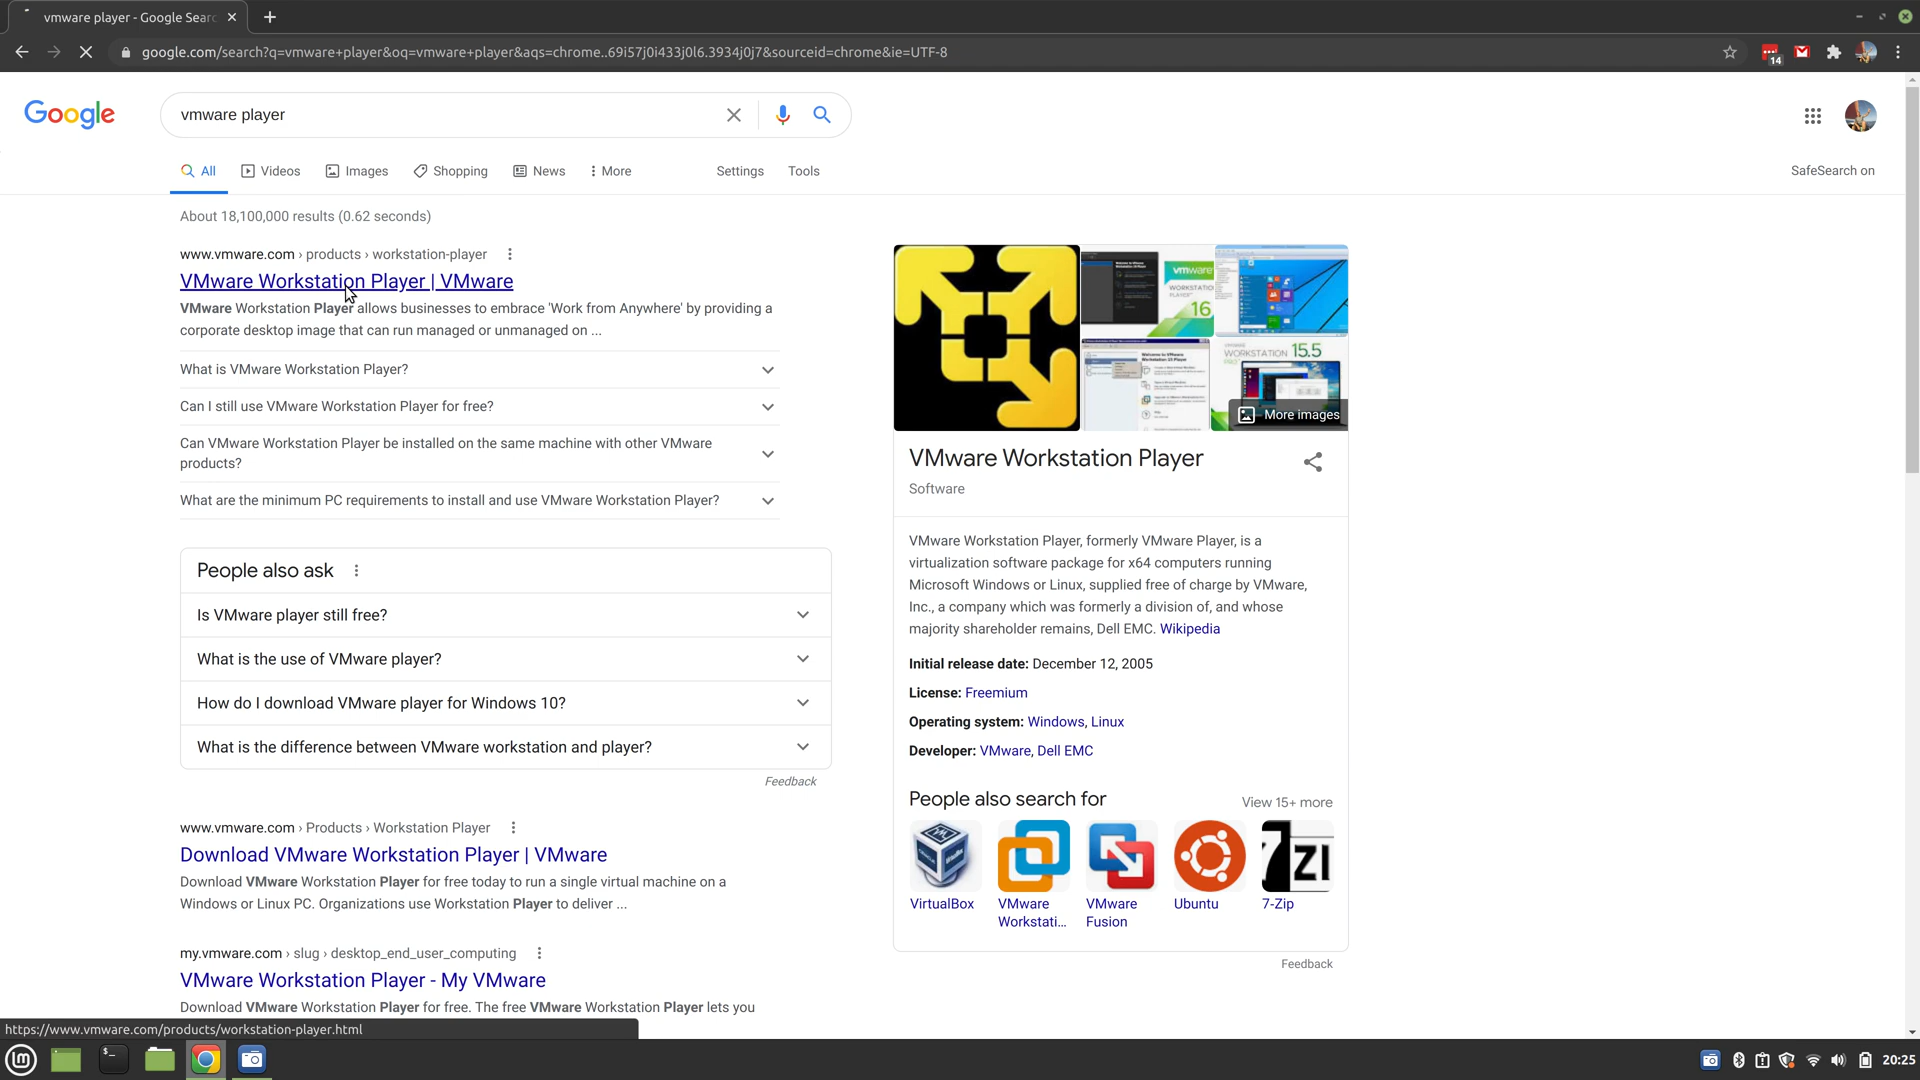 vmware player - Google Searc
google.com/search?q=vmware+player&oq=vmware+player&aqs=chrome..69i57j0i433j0l6.3934j0j7&sourceid=chrome&ie=UTF-8
14
Google
vmware player
All
Videos
Images
Shopping
News
More
Settings
Tools
SafeSearch on
About 18,100,000 results (0.62 seconds)
www.vmware.com › products › workstation-player
VMware Workstation Player | VMware
VMware Workstation Player allows businesses to embrace 'Work from Anywhere' by providing a
corporate desktop image that can run managed or unmanaged on ...
What is VMware Workstation Player?
Can I still use VMware Workstation Player for free?
Can VMware Workstation Player be installed on the same machine with other VMware
products?
What are the minimum PC requirements to install and use VMware Workstation Player?
People also ask
Is VMware player still free?
What is the use of VMware player?
How do I download VMware player for Windows 10?
What is the difference between VMware workstation and player?
Feedback
www.vmware.com › Products › Workstation Player
Download VMware Workstation Player | VMware
Download VMware Workstation Player for free today to run a single virtual machine on a
Windows or Linux PC. Organizations use Workstation Player to deliver ...
my.vmware.com › slug › desktop_end_user_computing
VMware Workstation Player - My VMware
Download VMware Workstation Player for free. The free VMware Workstation Player lets you
https://www.vmware.com/products/workstation-player.html
vmware
WORKSTATION
PLAYER
16
WORKSTATION 15.5
PRO
More images
VMware Workstation Player
Software
VMware Workstation Player, formerly VMware Player, is a
virtualization software package for x64 computers running
Microsoft Windows or Linux, supplied free of charge by VMware,
Inc., a company which was formerly a division of, and whose
majority shareholder remains, Dell EMC. Wikipedia
Initial release date: December 12, 2005
License: Freemium
Operating system: Windows, Linux
Developer: VMware, Dell EMC
People also search for
View 15+ more
7 ZI
VirtualBox
VMware
Workstati...
VMware
Fusion
Ubuntu
7-Zip
Feedback
20:25